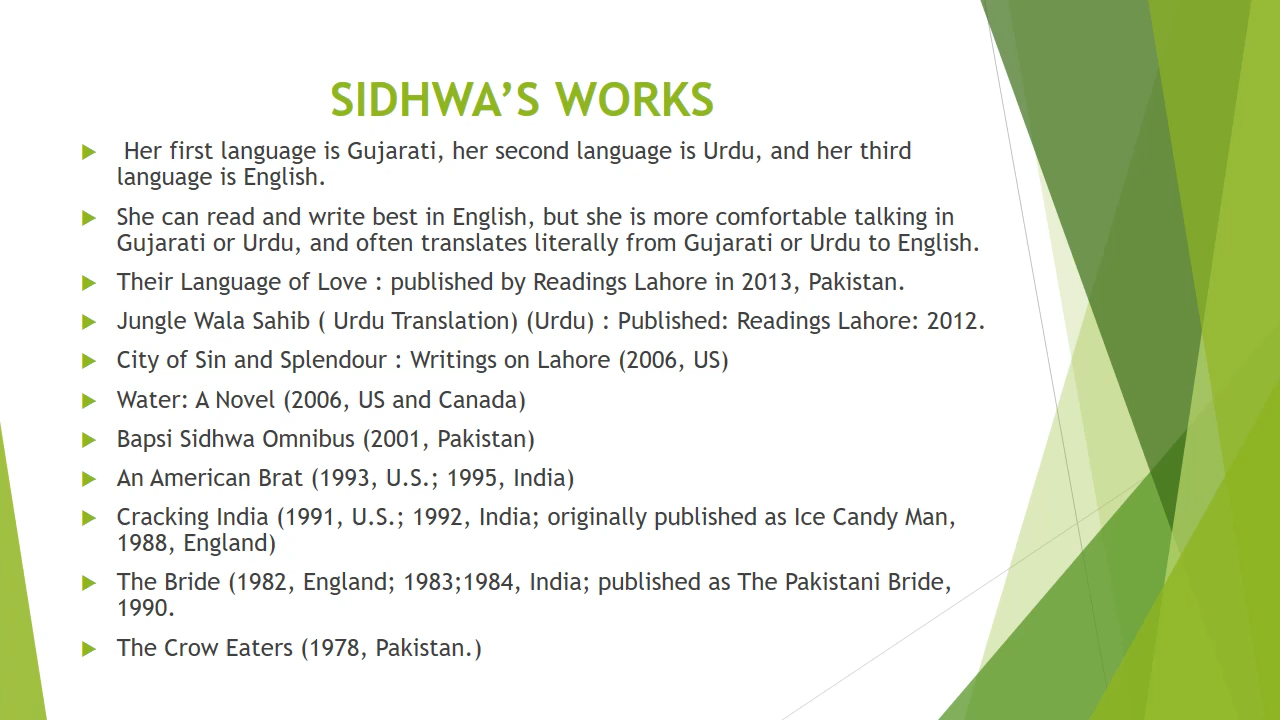 SIDHWA’S WORKS
Her first language is Gujarati, her second language is Urdu, and her third
language is English.
She can read and write best in English, but she is more comfortable talking in
Gujarati or Urdu, and often translates literally from Gujarati or Urdu to English.
Their Language of Love : published by Readings Lahore in 2013, Pakistan.
Jungle Wala Sahib ( Urdu Translation) (Urdu) : Published: Readings Lahore: 2012.
City of Sin and Splendour : Writings on Lahore (2006, US)
Water: A Novel (2006, US and Canada)
Bapsi Sidhwa Omnibus (2001, Pakistan)
An American Brat (1993, U.S.; 1995, India)
Cracking India (1991, U.S.; 1992, India; originally published as Ice Candy Man,
1988, England)
The Bride (1982, England; 1983;1984, India; published as The Pakistani Bride,
1990.
The Crow Eaters (1978, Pakistan.)